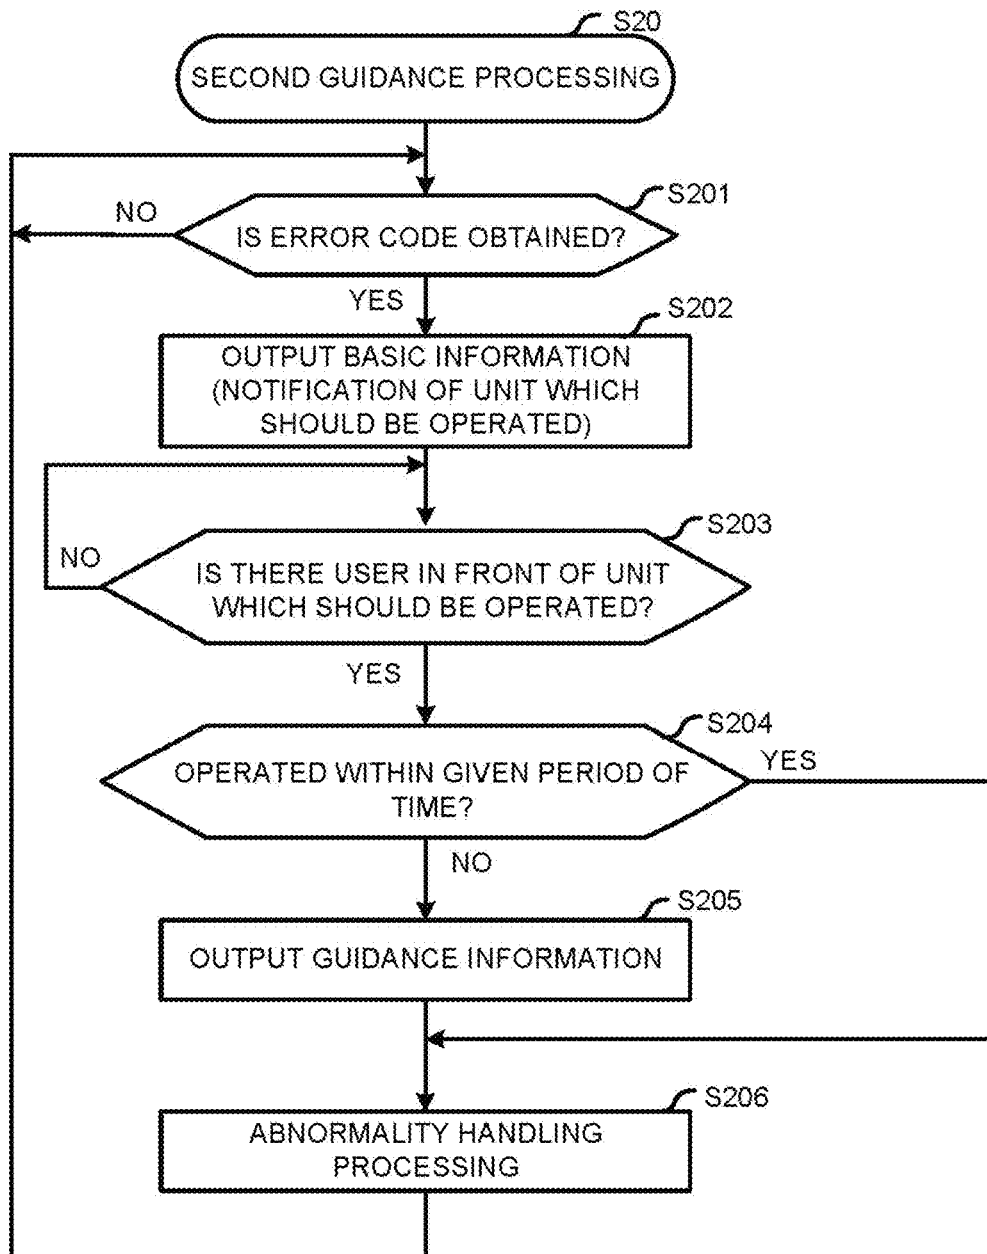 S20
SECOND GUIDANCE PROCESSING
S201
NO
IS ERROR CODE OBTAINED?
YES
S202
OUTPUT BASIC INFORMATION
(NOTIFICATION OF UNIT WHICH
SHOULD BE OPERATED)
S203
NO
IS THERE USER IN FRONT OF UNIT
WHICH SHOULD BE OPERATED?
YES
S204
YES
OPERATED WITHIN GIVEN PERIOD OF
TIME?
NO
S205
OUTPUT GUIDANCE INFORMATION
S206
ABNORMALITY HANDLING
PROCESSING